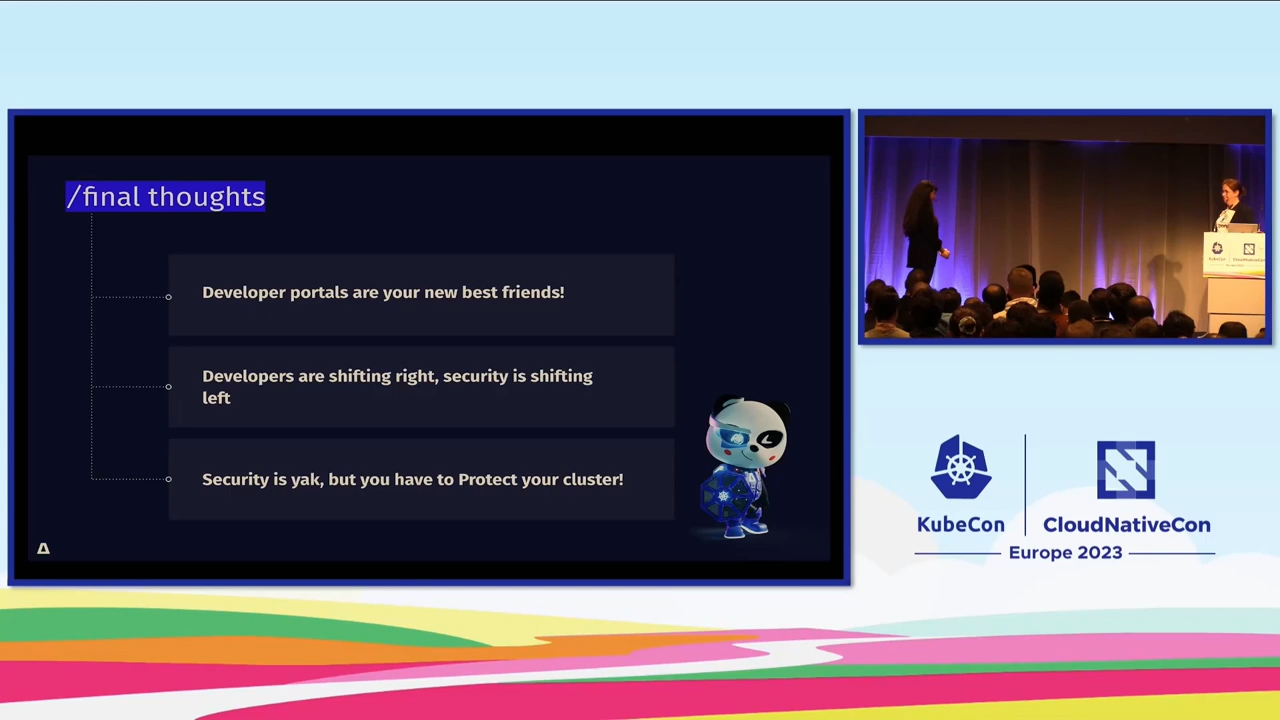 /final thoughts
Developer portals are your new best friends!
Developers are shifting right, security is shifting
left
Security is yak, but you have to Protect your cluster!
KubeCon
CloudNativeCon
Europe 2023